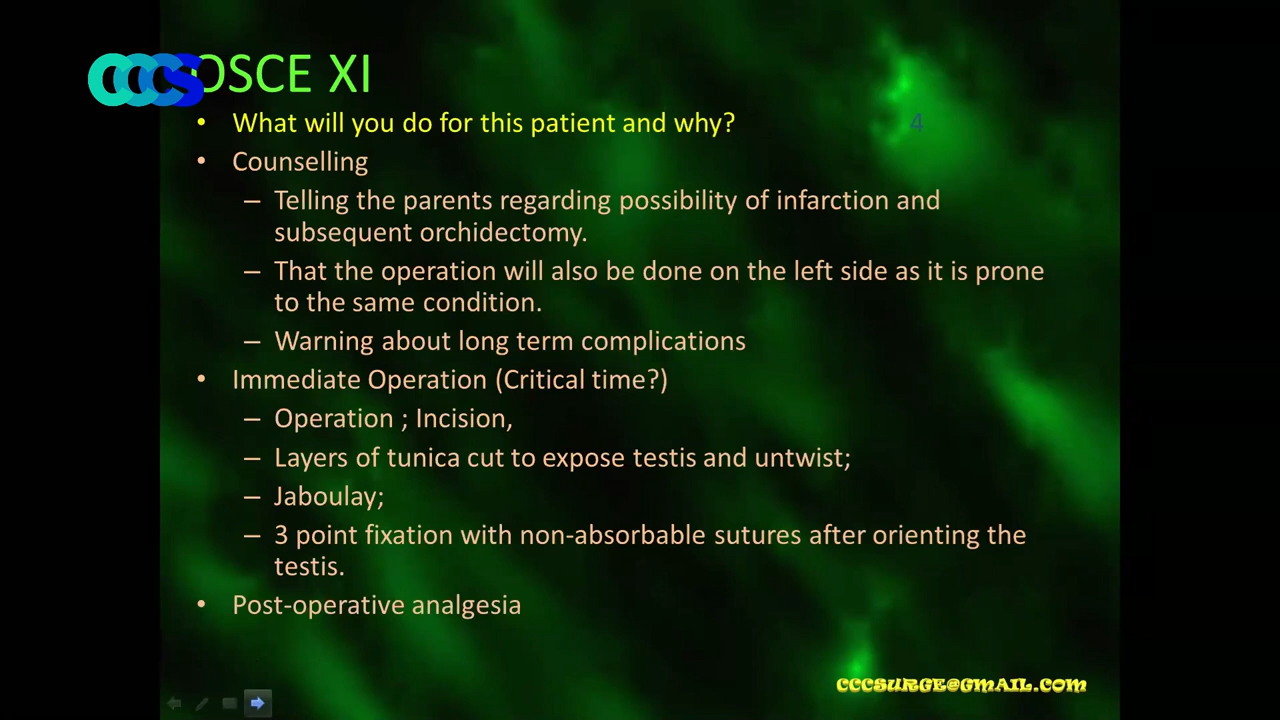 CCCS
OSCE XI
• What will you do for this patient and why?
4
• Counselling
– Telling the parents regarding possibility of infarction and
subsequent orchidectomy.
– That the operation will also be done on the left side as it is prone
to the same condition.
– Warning about long term complications
• Immediate Operation (Critical time?)
– Operation ; Incision,
– Layers of tunica cut to expose testis and untwist;
– Jaboulay;
– 3 point fixation with non-absorbable sutures after orienting the
testis.
• Post-operative analgesia
CCCSURGE@GMAIL.COM